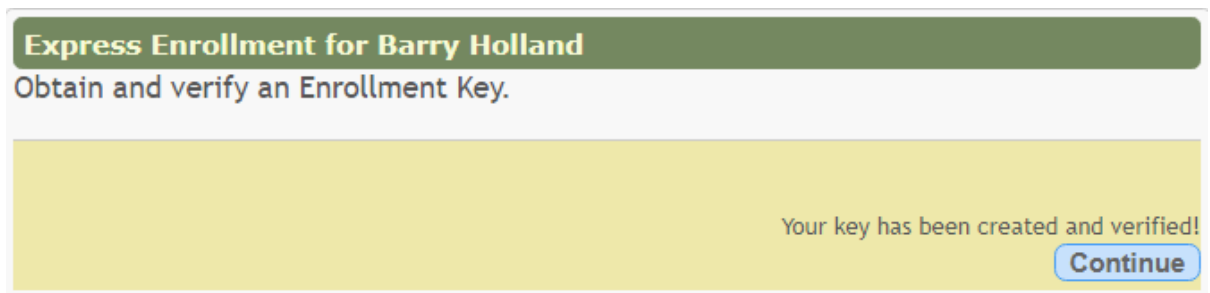 Express Enrollment for Barry Holland
Obtain and verify an Enrollment Key.
Your key has been created and verified!
Continue